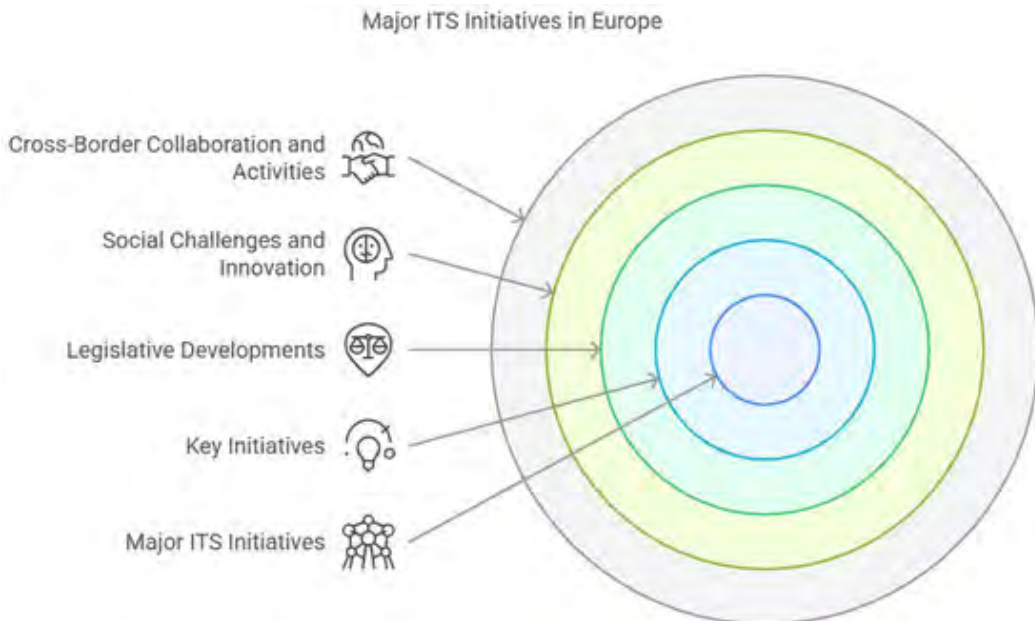 Major ITS Initiatives in Europe
Cross-Border Collaboration and
Activities
Social Challenges and
Innovation
Legislative Developments
Key Initiatives
Major ITS Initiatives